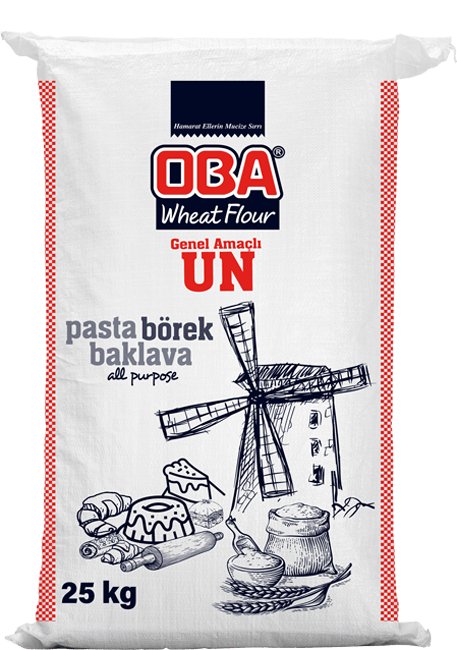 Hamarat Ellerin Mucize Sırrı
OBA®
Wheat Flour
Genel Amaçlı
UN
pasta börek
baklava
all purpose
25 kg